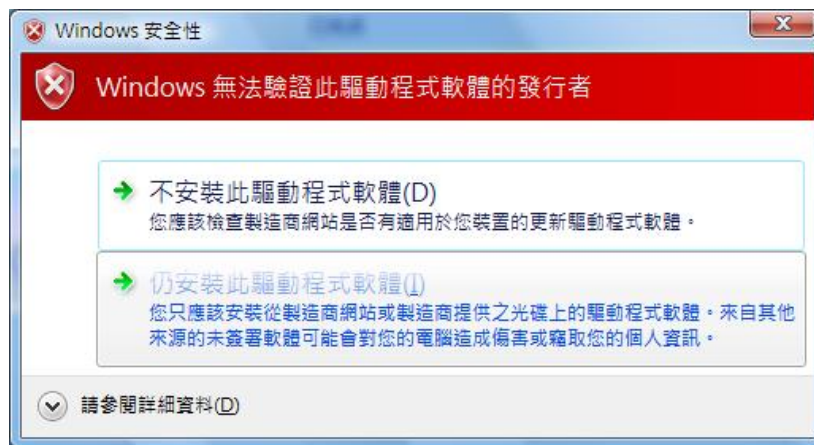 Windows 安全性
Windows 無法驗證此驅動程式軟體的發行者
不安裝此驅動程式軟體(D)
您應該檢查製造商網站是否有適用於您裝置的更新驅動程式軟體。
仍安裝此驅動程式軟體(I)
您只應該安裝從製造商網站或製造商提供之光碟上的驅動程式軟體。來自其他
來源的未簽署軟體可能會對您的電腦造成傷害或竊取您的個人資訊。
請參閱詳細資料(D)